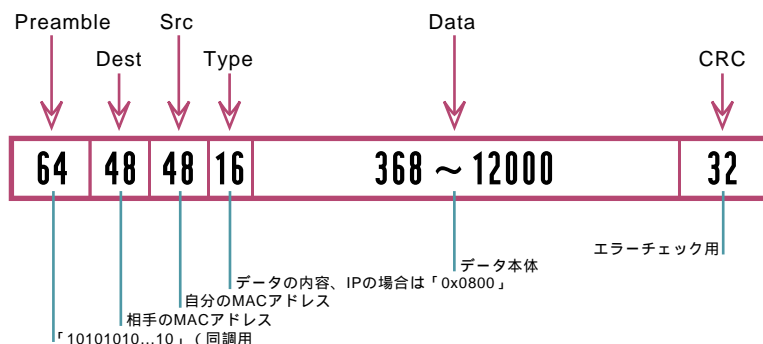 Preamble
Src
Data
Dest
Type
CRC
64
48
48
16
368 ～ 12000
32
エラーチェック用
データ本体
データの内容、IPの場合は「0x0800」
自分のMACアドレス
相手のMACアドレス
「10101010...10」（同調用